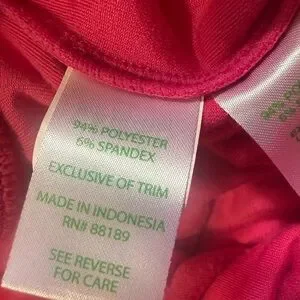 94% POLYESTER
6% SPANDEX
EXCLUSIVE OF TRIM
MADE IN INDONESIA
RN# 88189
SEE REVERSE
FOR CARE